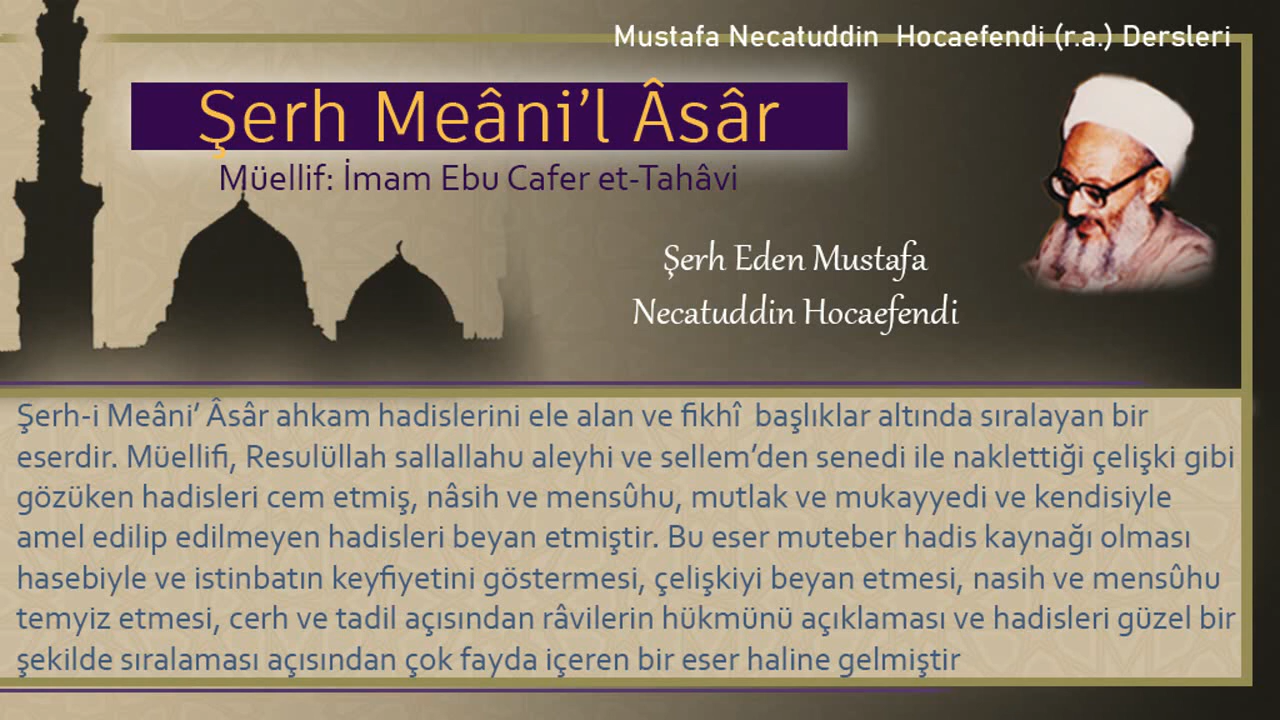 Mustafa Necatuddin Hocaefendi (r.a.) Dersleri
Şerh Meâni’l Âsâr
Müellif: İmam Ebu Cafer et-Tahâvi
Şerh Eden Mustafa
Necatuddin Hocaefendi
Şerh-i Meâni’ Âsâr ahkam hadislerini ele alan ve fikhî başlıklar altında sıralayan bir
eserdir. Müellifi, Resulüllah sallallahu aleyhi ve sellem’den senedi ile naklettiği çelişki gibi
gözüken hadisleri cem etmiş, nâsih ve mensûhu, mutlak ve mukayyedi ve kendisiyle
amel edilip edilmeyen hadisleri beyan etmiştir. Bu eser muteber hadis kaynağı olması
hasebiyle ve istinbatın keyfiyetini göstermesi, çelişkiyi beyan etmesi, nasih ve mensûhu
temyiz etmesi, cerh ve tadil açısından râvilerin hükmünü açıklaması ve hadisleri güzel bir
şekilde sıralaması açısından çok fayda içeren bir eser haline gelmiştir